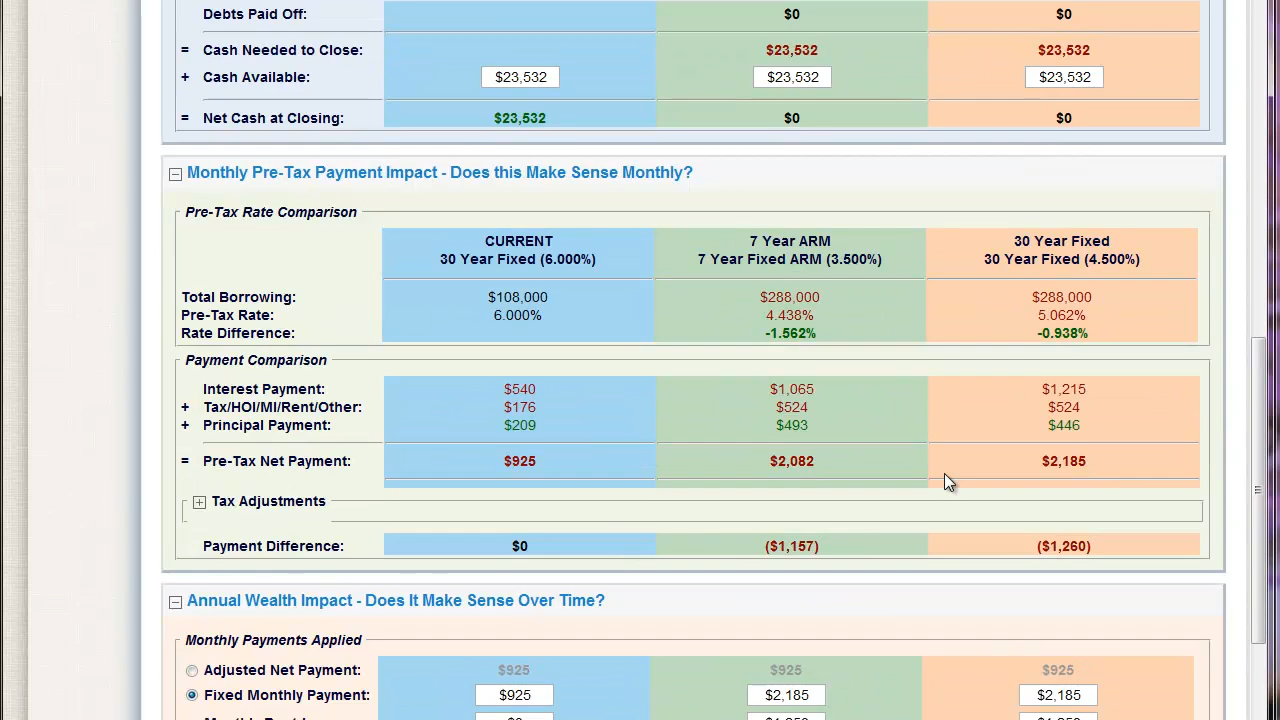 Debts Paid Off: $0 $0
= Cash Needed to Close: $23,532 $23,532
+ Cash Available: $23,532 $23,532 $23,532
= Net Cash at Closing: $23,532 $0 $0
Monthly Pre-Tax Payment Impact - Does this Make Sense Monthly?
Pre-Tax Rate Comparison
CURRENT 7 Year ARM 30 Year Fixed
30 Year Fixed (6.000%) 7 Year Fixed ARM (3.500%) 30 Year Fixed (4.500%)
Total Borrowing: $108,000 $288,000 $288,000
Pre-Tax Rate: 6.000% 4.438% 5.062%
Rate Difference: -1.562% -0.938%
Payment Comparison
Interest Payment: $540 $1,065 $1,215
+ Tax/HOI/MI/Rent/Other: $176 $524 $524
+ Principal Payment: $209 $493 $446
= Pre-Tax Net Payment: $925 $2,082 $2,185
Tax Adjustments
Payment Difference: $0 ($1,157) ($1,260)
Annual Wealth Impact - Does It Make Sense Over Time?
Monthly Payments Applied
Adjusted Net Payment: $925 $925 $925
Fixed Monthly Payment: $925 $2,185 $2,185